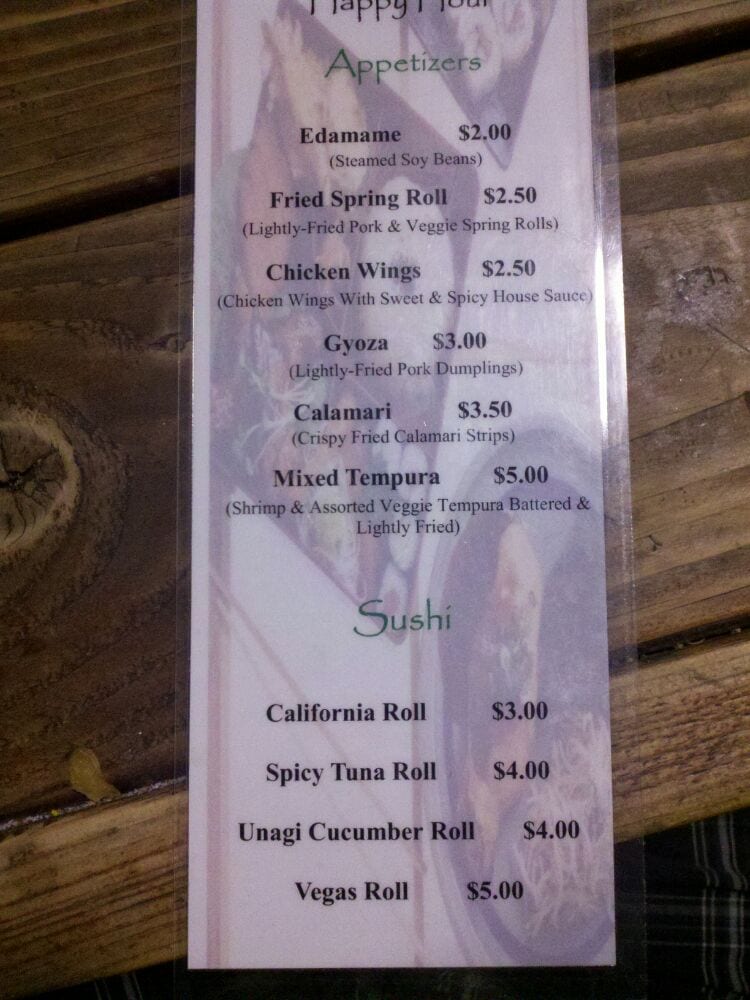 Happy Hour
Appetizers
Edamame $2.00
(Steamed Soy Beans)
Fried Spring Roll $2.50
(Lightly-Fried Pork & Veggie Spring Rolls)
Chicken Wings $2.50
(Chicken Wings With Sweet & Spicy House Sauce)
Gyoza $3.00
(Lightly-Fried Pork Dumplings)
Calamari $3.50
(Crispy Fried Calamari Strips)
Mixed Tempura $5.00
(Shrimp & Assorted Veggie Tempura Battered &
Lightly Fried)
Sushi
California Roll $3.00
Spicy Tuna Roll $4.00
Unagi Cucumber Roll $4.00
Vegas Roll $5.00